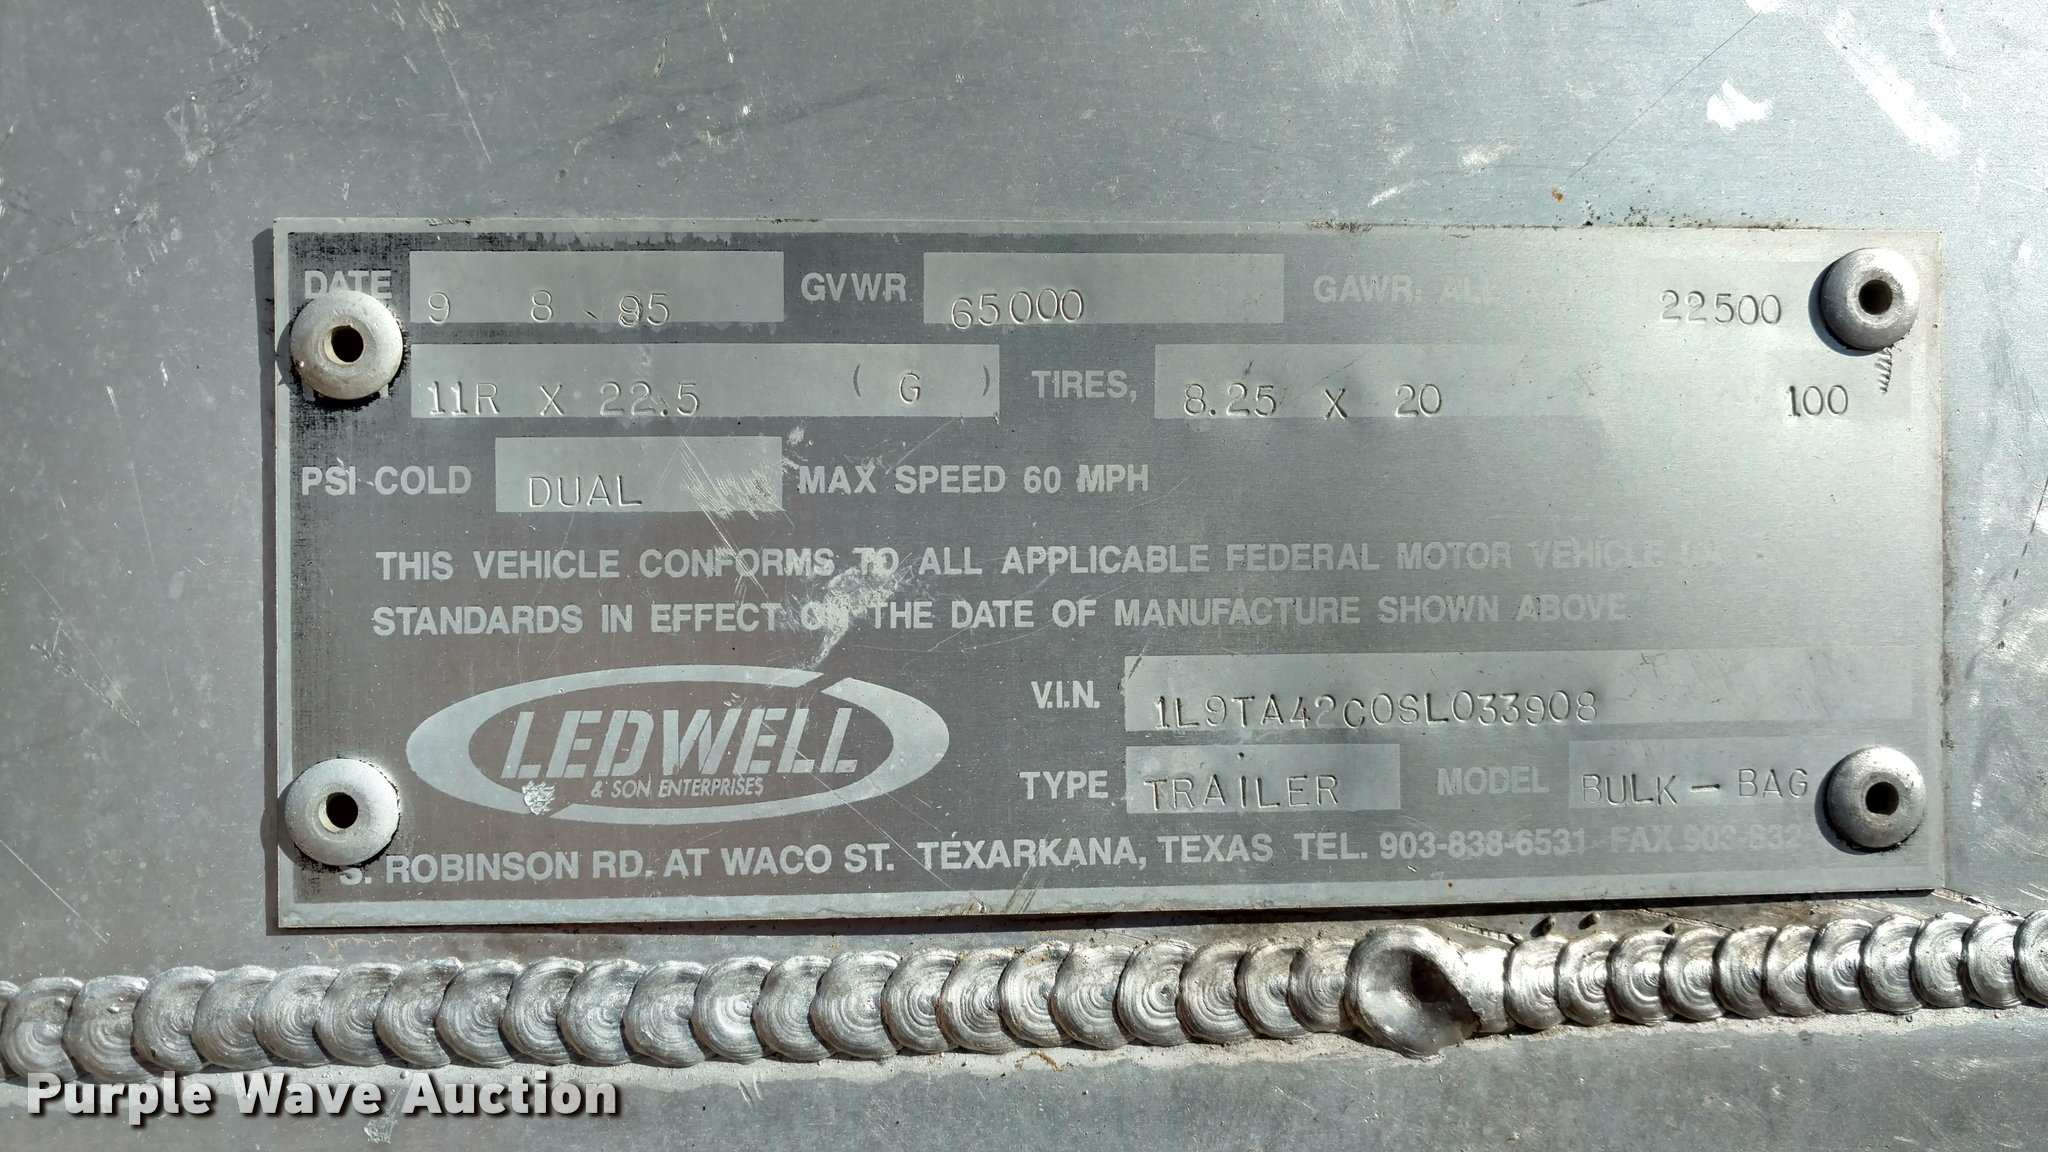 DATE 9 8 95 GVWR 65000 GAWR. ALL 22500
11R X 22.5 ( G ) TIRES, 8.25 X 20 100
PSI COLD DUAL MAX SPEED 60 MPH
THIS VEHICLE CONFORMS TO ALL APPLICABLE FEDERAL MOTOR VEHICLE
STANDARDS IN EFFECT THE DATE OF MANUFACTURE SHOWN ABOVE
V.I.N. 1L9TA42C0SL033908
LEDWELL
& SON ENTERPRISES
TYPE TRAILER MODEL BULK-BAG
S. ROBINSON RD. AT WACO ST. TEXARKANA, TEXAS TEL. 903-838-6531 FAX 903-832
Purple Wave Auction